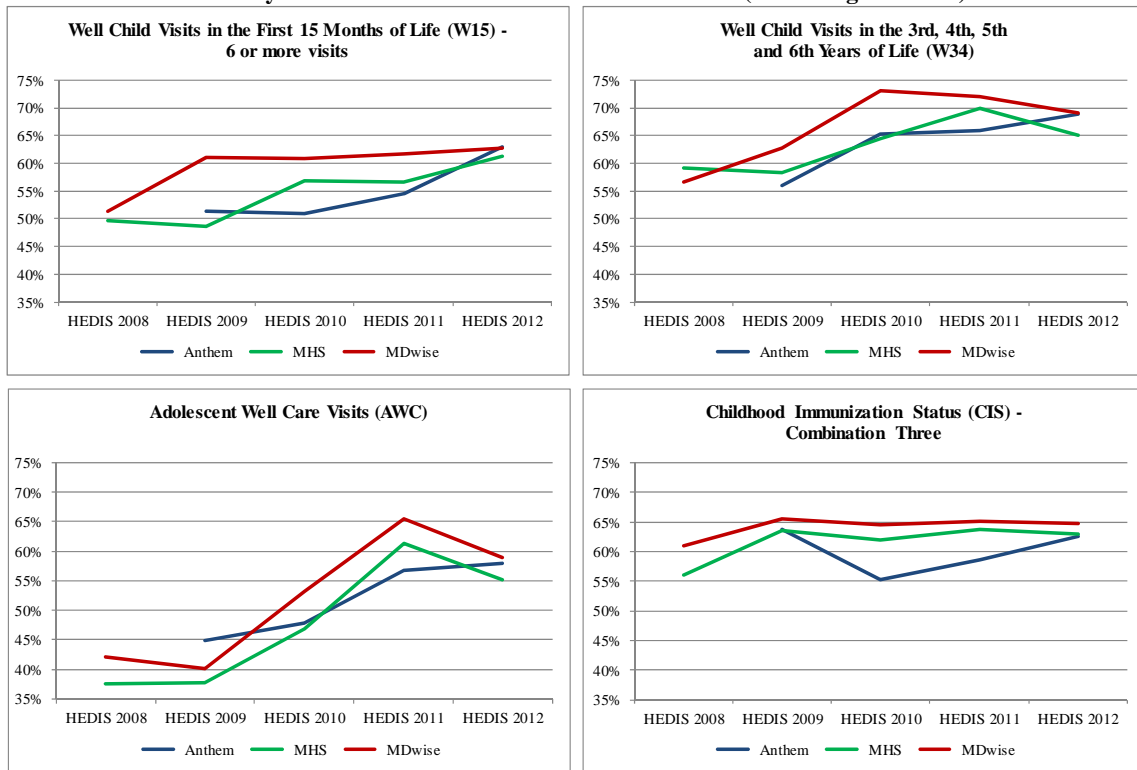 Well Child Visits in the First 15 Months of Life (W15) -
6 or more visits
75%
70%
65%
60%
55%
50%
45%
40%
35%
HEDIS 2008 HEDIS 2009 HEDIS 2010 HEDIS 2011 HEDIS 2012
Anthem MHS MDwise
Well Child Visits in the 3rd, 4th, 5th
and 6th Years of Life (W34)
75%
70%
65%
60%
55%
50%
45%
40%
35%
HEDIS 2008 HEDIS 2009 HEDIS 2010 HEDIS 2011 HEDIS 2012
Anthem MHS MDwise
Adolescent Well Care Visits (AWC)
75%
70%
65%
60%
55%
50%
45%
40%
35%
HEDIS 2008 HEDIS 2009 HEDIS 2010 HEDIS 2011 HEDIS 2012
Anthem MHS MDwise
Childhood Immunization Status (CIS) -
Combination Three
75%
70%
65%
60%
55%
50%
45%
40%
35%
HEDIS 2008 HEDIS 2009 HEDIS 2010 HEDIS 2011 HEDIS 2012
Anthem MHS MDwise